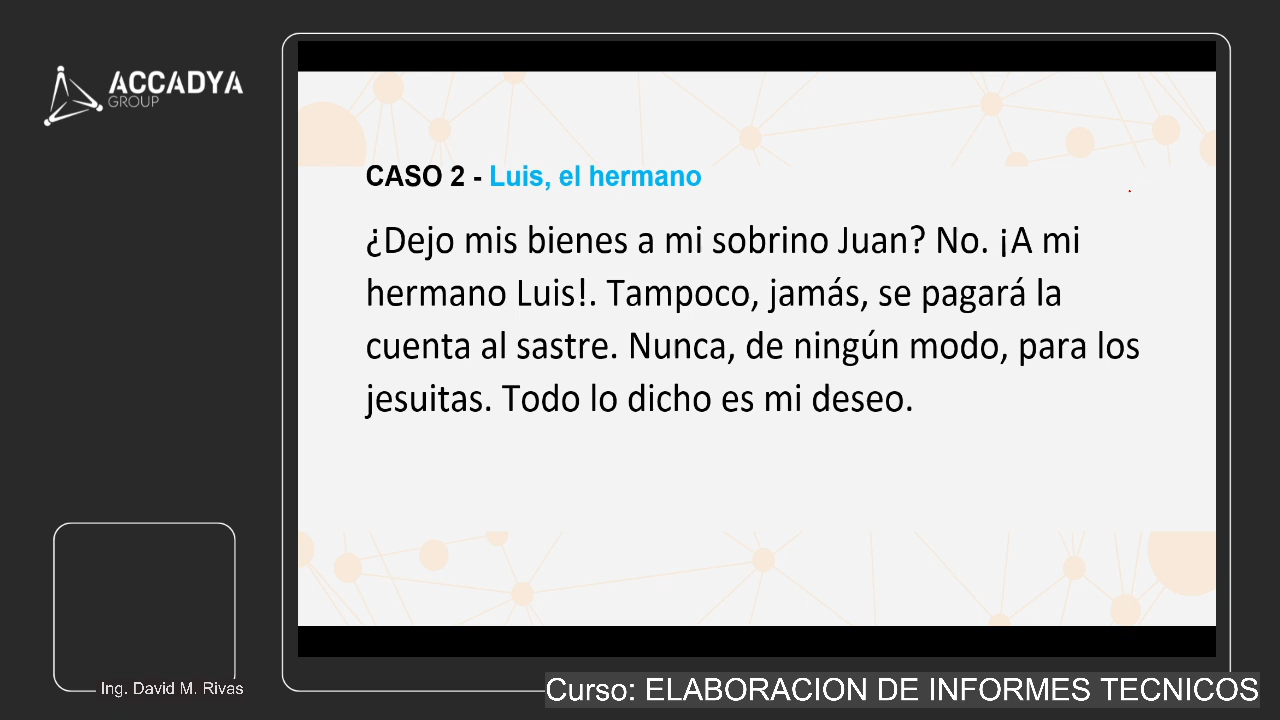 ACCADYA
GROUP
CASO 2 - Luis, el hermano
¿Dejo mis bienes a mi sobrino Juan? No. ¡A mi
hermano Luis!. Tampoco, jamás, se pagará la
cuenta al sastre. Nunca, de ningún modo, para los
jesuitas. Todo lo dicho es mi deseo.
Ing. David M. Rivas
Curso: ELABORACION DE INFORMES TECNICOS